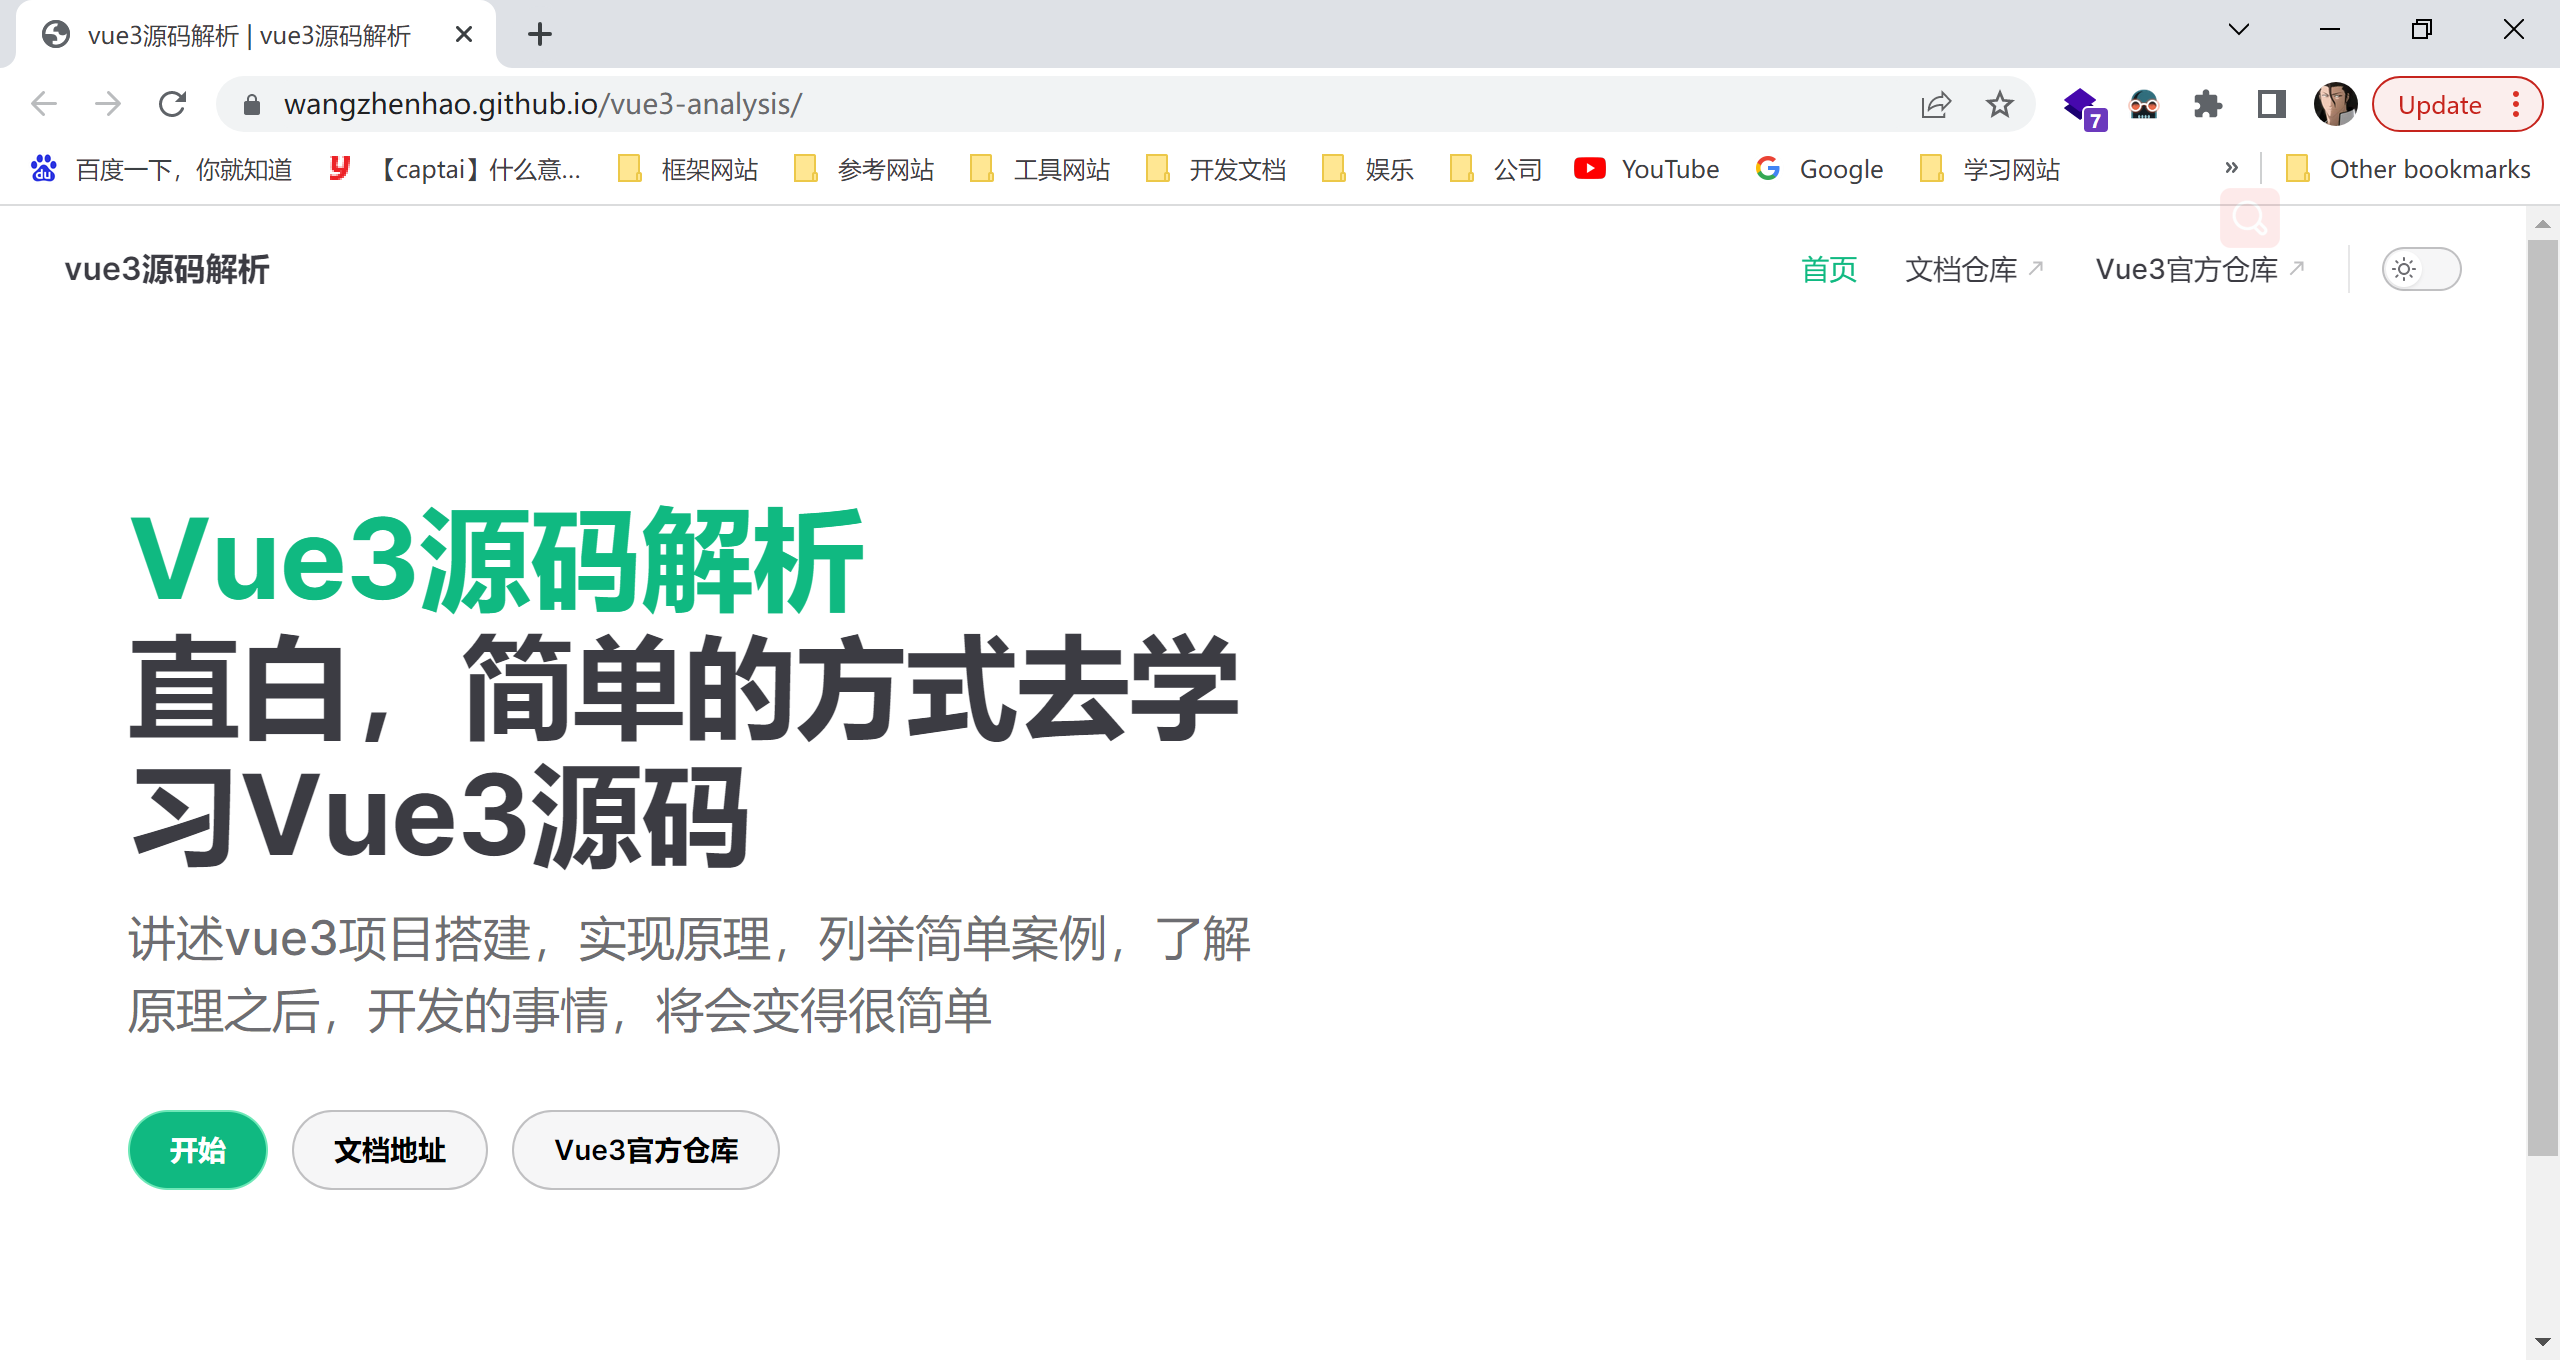 vue3源码解析 | vue3源码解析
wangzhenhao.github.io/vue3-analysis/
7
Update
百度一下，你就知道
【captai】什么意...
框架网站
参考网站
工具网站
开发文档
娱乐
公司
YouTube
Google
学习网站
»
Other bookmarks
vue3源码解析
首页
文档仓库
Vue3官方仓库
Vue3源码解析
直白，简单的方式去学
习Vue3源码
讲述vue3项目搭建，实现原理，列举简单案例，了解
原理之后，开发的事情，将会变得很简单
开始
文档地址
Vue3官方仓库